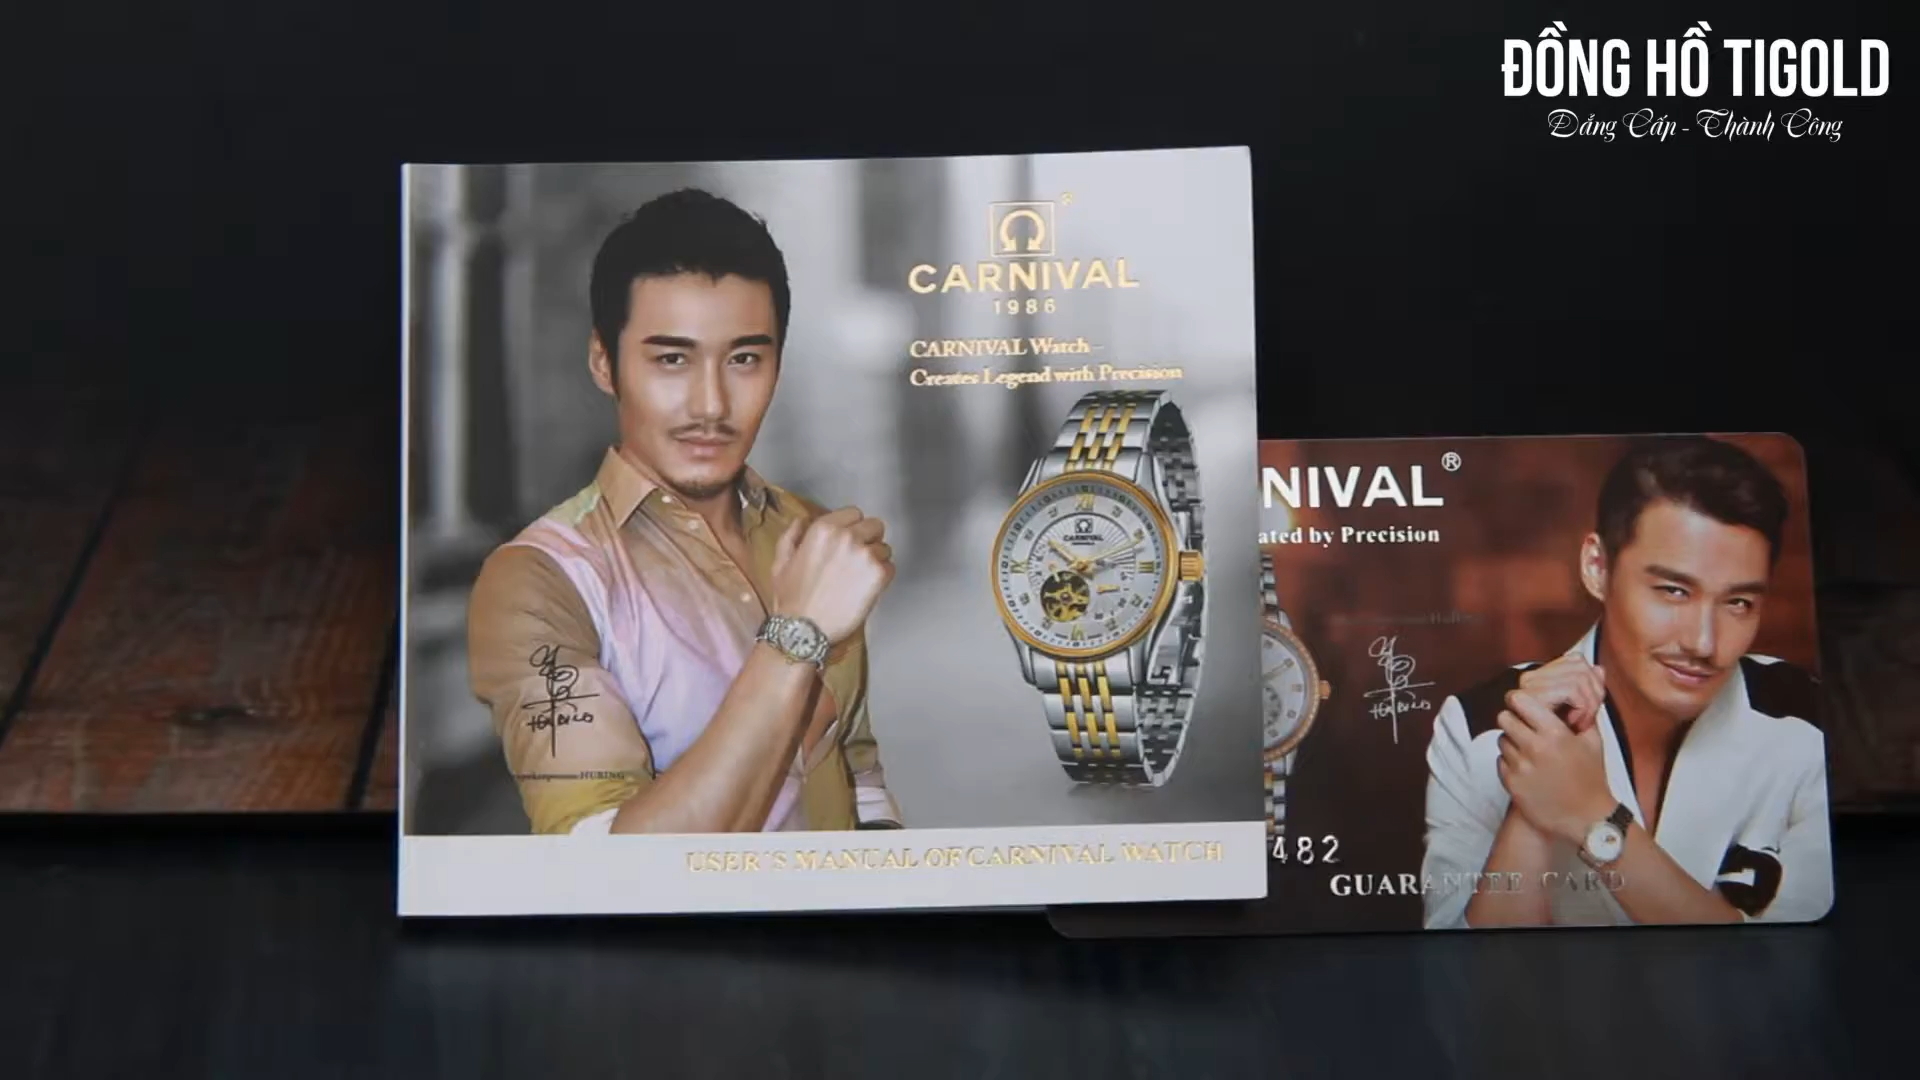 ĐỒNG HỒ TIGOLD
Đẳng Cấp - Thành Công
CARNIVAL
1986
CARNIVAL Watch -
Creates Legend with Precision
CARNIVAL
HUBING
USER'S MANUAL OF CARNIVAL WATCH
NIVAL®
ated by Precision
482
GUARANTEE CARD